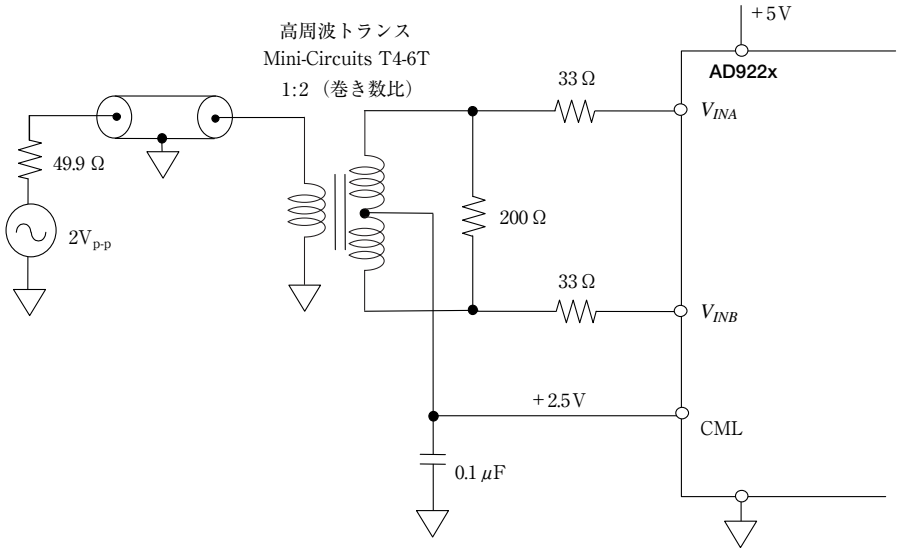 高周波トランス
Mini-Circuits T4-6T
1:2（巻き数比）
+5V
AD922x
33 Ω
V_INA
49.9 Ω
2V_p-p
200 Ω
33 Ω
V_INB
+2.5V
CML
0.1 μF